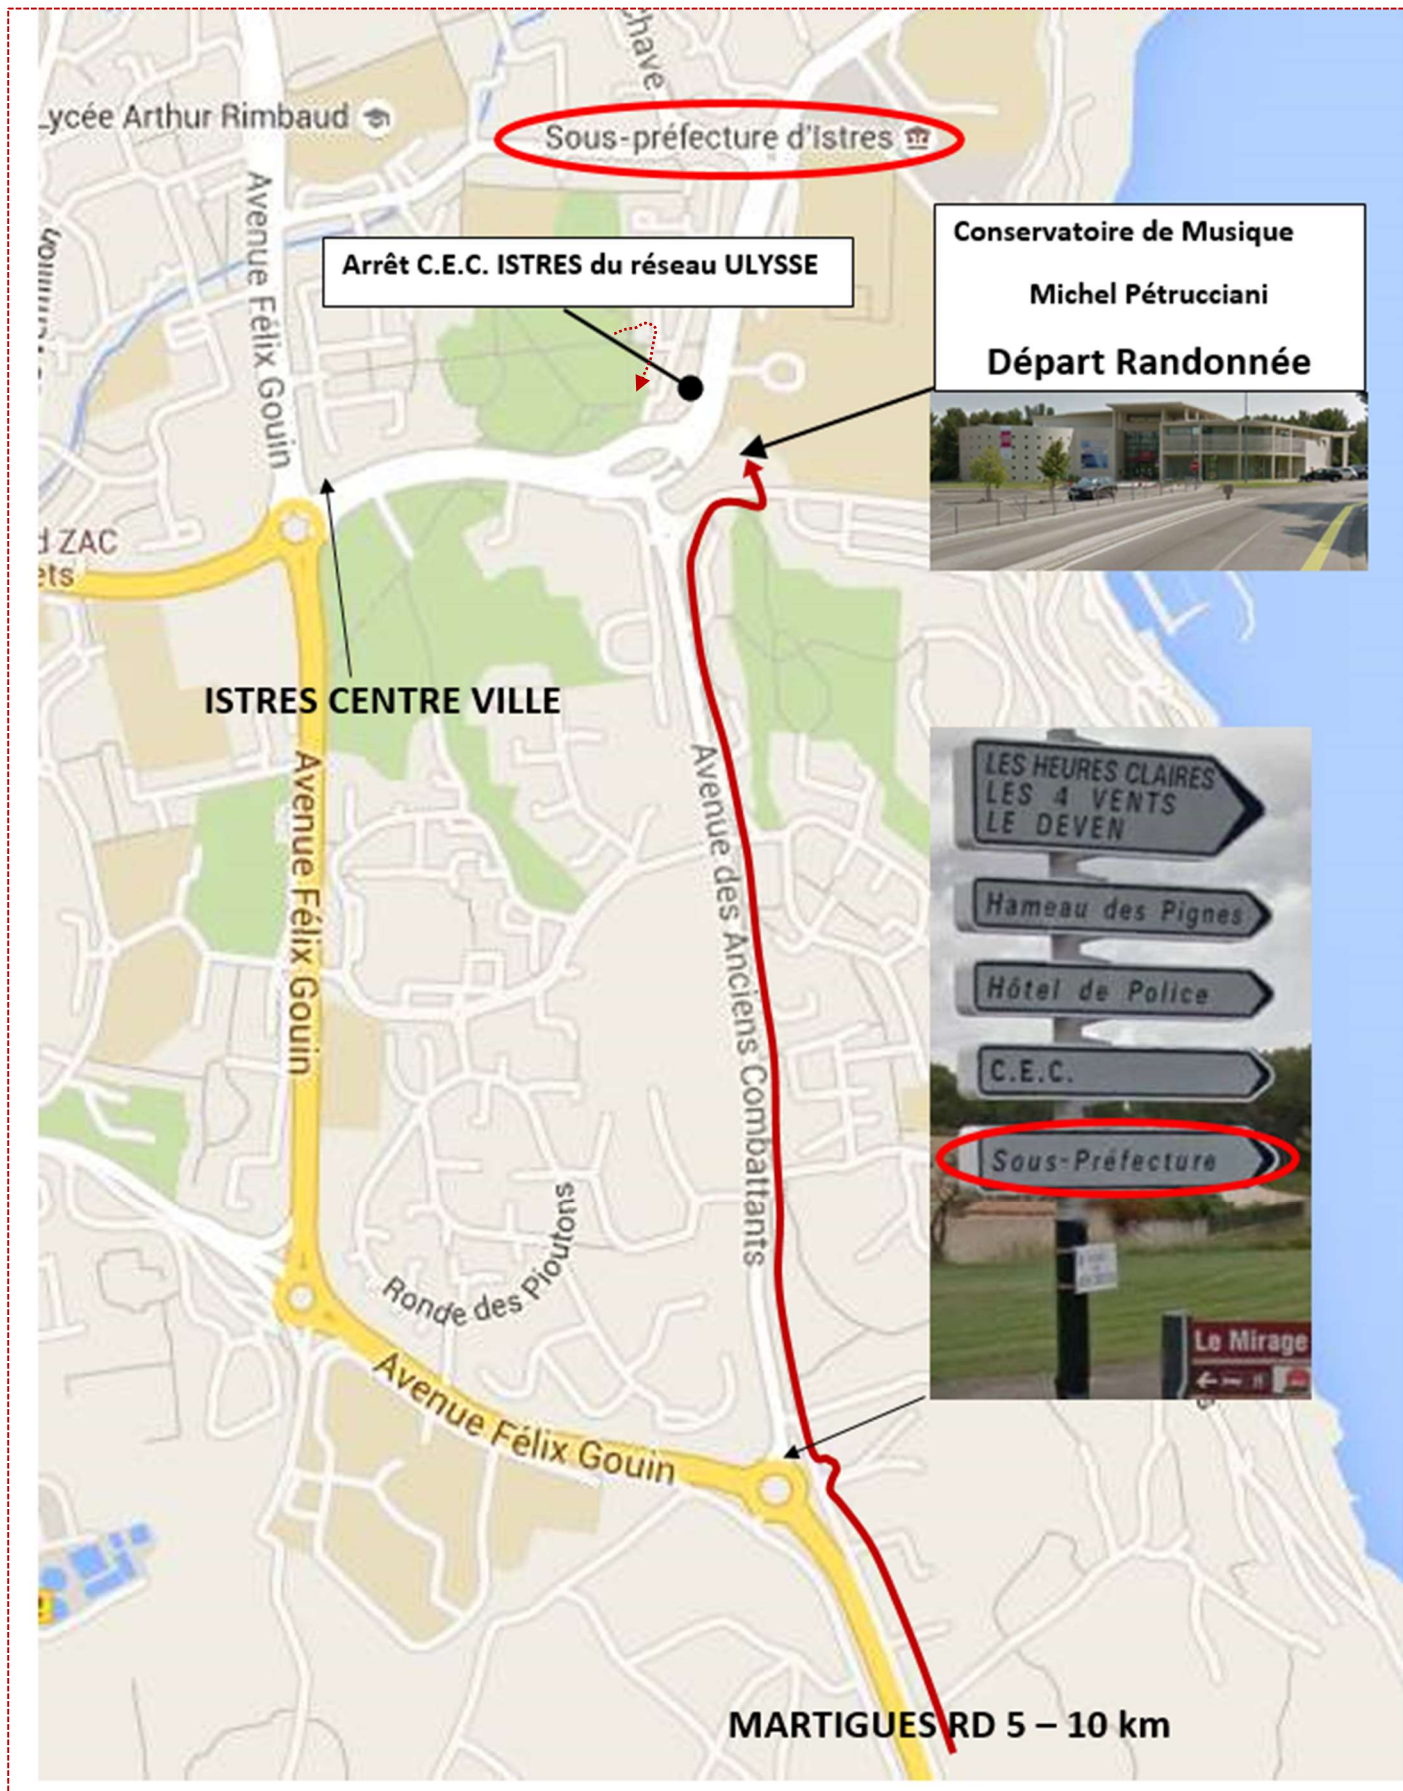 Chave
Lycée Arthur Rimbaud
Sous-préfecture d'Istres
Avenue Félix Gouin
Arrêt C.E.C. ISTRES du réseau ULYSSE
Conservatoire de Musique
Michel Pétrucciani
Départ Randonnée
ZAC
ets
ISTRES CENTRE VILLE
Avenue Félix Gouin
Avenue des Anciens Combattants
LES HEURES CLAIRES
LES 4 VENTS
LE DEVEN
Hameau des Pignes
Hôtel de Police
C.E.C.
Sous-Préfecture
Le Mirage
Ronde des Pioutons
Avenue Félix Gouin
MARTIGUES RD 5 – 10 km